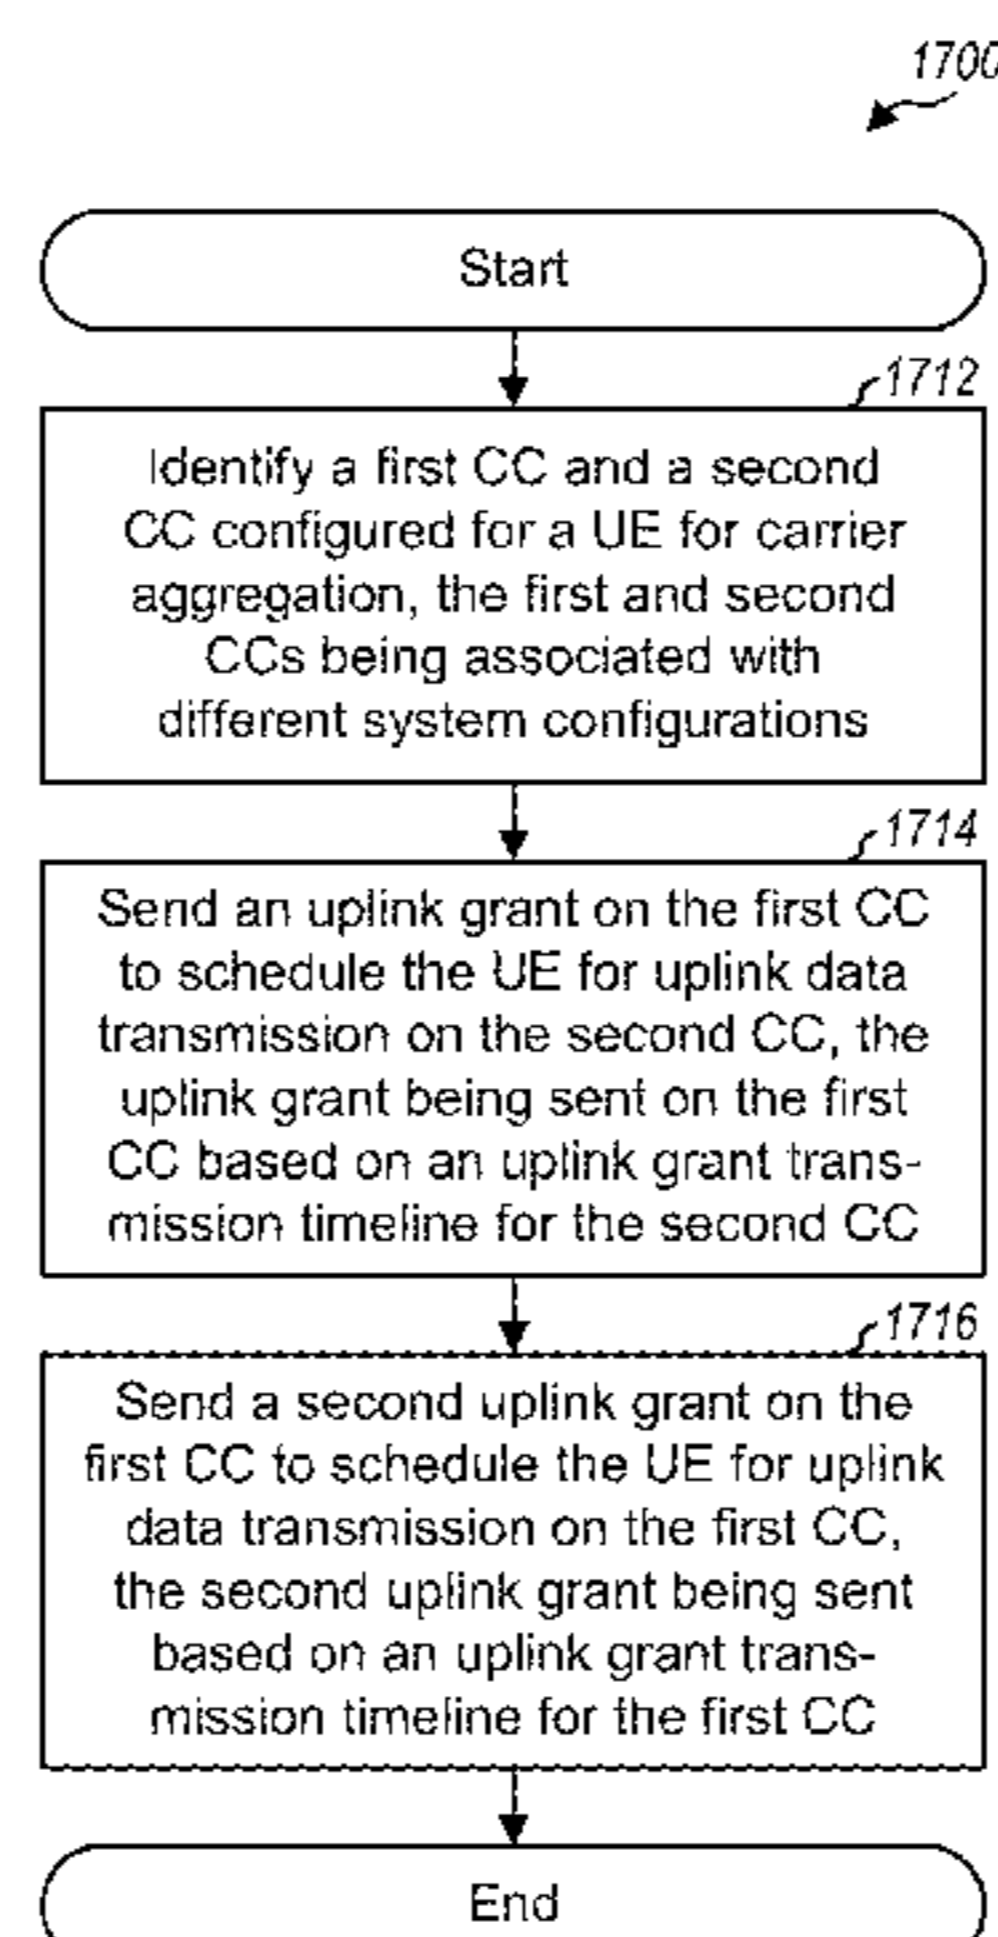 1700
Start
1712
Identify a first CC and a second
CC configured for a UE for carrier
aggregation, the first and second
CCs being associated with
different system configurations
1714
Send an uplink grant on the first CC
to schedule the UE for uplink data
transmission on the second CC, the
uplink grant being sent on the first
CC based on an uplink grant trans-
mission timeline for the second CC
1716
Send a second uplink grant on the
first CC to schedule the UE for uplink
data transmission on the first CC,
the second uplink grant being sent
based on an uplink grant trans-
mission timeline for the first CC
End